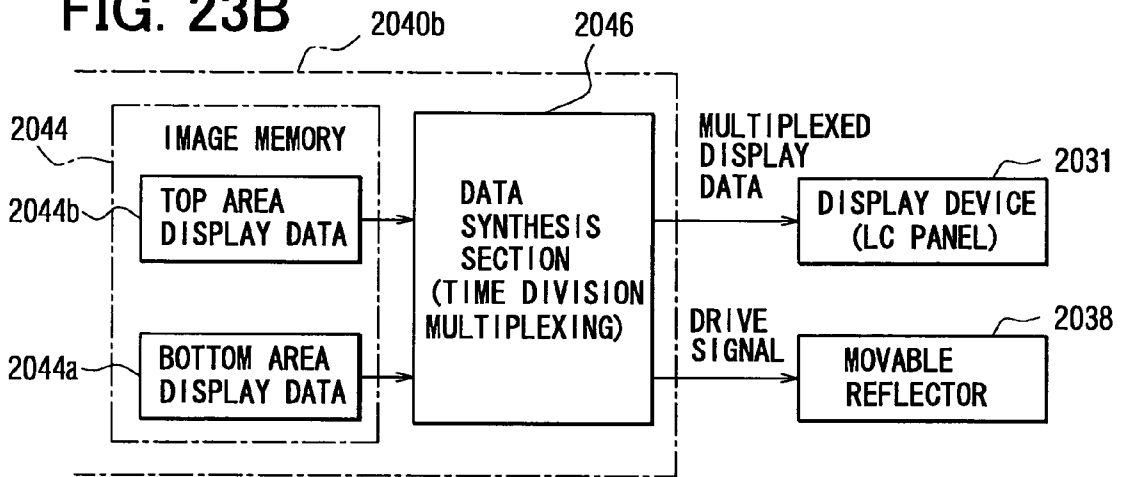 FIG. 23B
2040b
2046
2044
IMAGE MEMORY
2044b
TOP AREA
DISPLAY DATA
2044a
BOTTOM AREA
DISPLAY DATA
DATA
SYNTHESIS
SECTION
(TIME DIVISION
MULTIPLEXING)
MULTIPLEXED
DISPLAY
DATA
2031
DISPLAY DEVICE
(LC PANEL)
DRIVE
SIGNAL
2038
MOVABLE
REFLECTOR